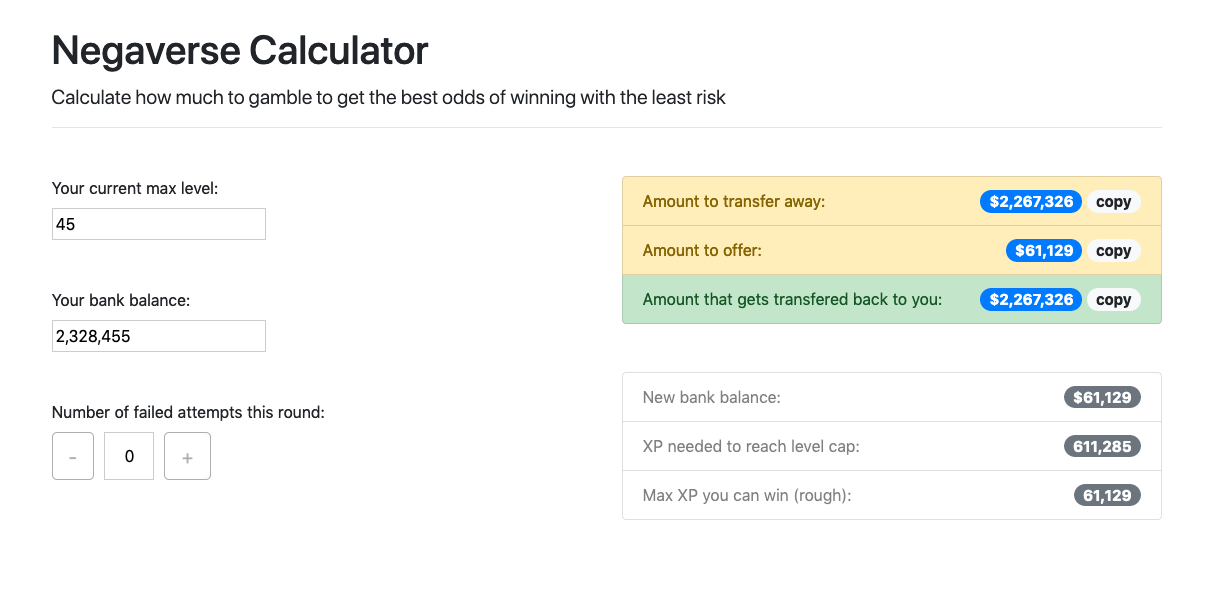 Negaverse Calculator
Calculate how much to gamble to get the best odds of winning with the least risk
Your current max level:
45
Your bank balance:
2,328,455
Number of failed attempts this round:
- 0 +
Amount to transfer away: $2,267,326 copy
Amount to offer: $61,129 copy
Amount that gets transfered back to you: $2,267,326 copy
New bank balance: $61,129
XP needed to reach level cap: 611,285
Max XP you can win (rough): 61,129